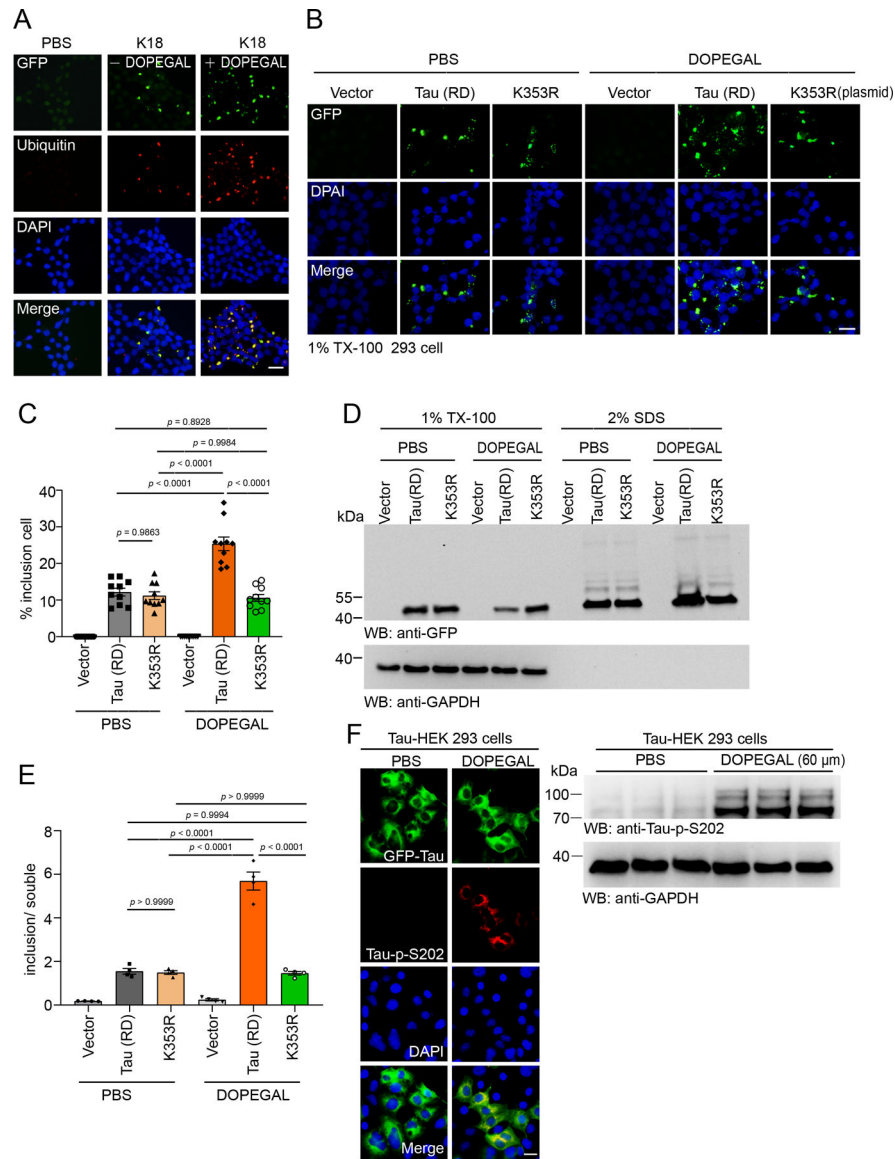 A
PBS
K18
K18
GFP
− DOPEGAL
+ DOPEGAL
Ubiquitin
DAPI
Merge
B
PBS
DOPEGAL
Vector
Tau (RD)
K353R
Vector
Tau (RD)
K353R(plasmid)
GFP
DPAI
Merge
1% TX-100 293 cell
C
p = 0.8928
p = 0.9984
p < 0.0001
p < 0.0001
p < 0.0001
p = 0.9863
% inclusion cell
40
30
20
10
0
Vector
Tau (RD)
K353R
Vector
Tau (RD)
K353R
PBS
DOPEGAL
D
1% TX-100
2% SDS
PBS
DOPEGAL
PBS
DOPEGAL
Vector
Tau(RD)
K353R
Vector
Tau(RD)
K353R
Vector
Tau(RD)
K353R
Vector
Tau(RD)
K353R
kDa
55
40
WB: anti-GFP
40
WB: anti-GAPDH
E
p > 0.9999
p = 0.9994
p < 0.0001
p < 0.0001
p < 0.0001
p > 0.9999
inclusion/ souble
8
6
4
2
0
Vector
Tau (RD)
K353R
Vector
Tau (RD)
K353R
PBS
DOPEGAL
F
Tau-HEK 293 cells
PBS
DOPEGAL
GFP-Tau
Tau-p-S202
DAPI
Merge
Tau-HEK 293 cells
kDa
PBS
DOPEGAL (60 μm)
100
70
WB: anti-Tau-p-S202
40
WB: anti-GAPDH